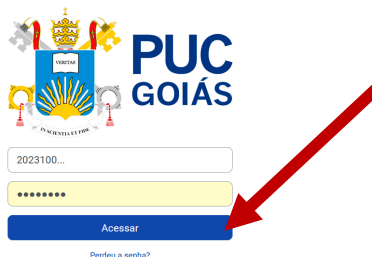 VERITAS
PUC
GOIÁS
IN SCIENTIA ET FIDE
2023100...
Acessar
Perdeu a senha?